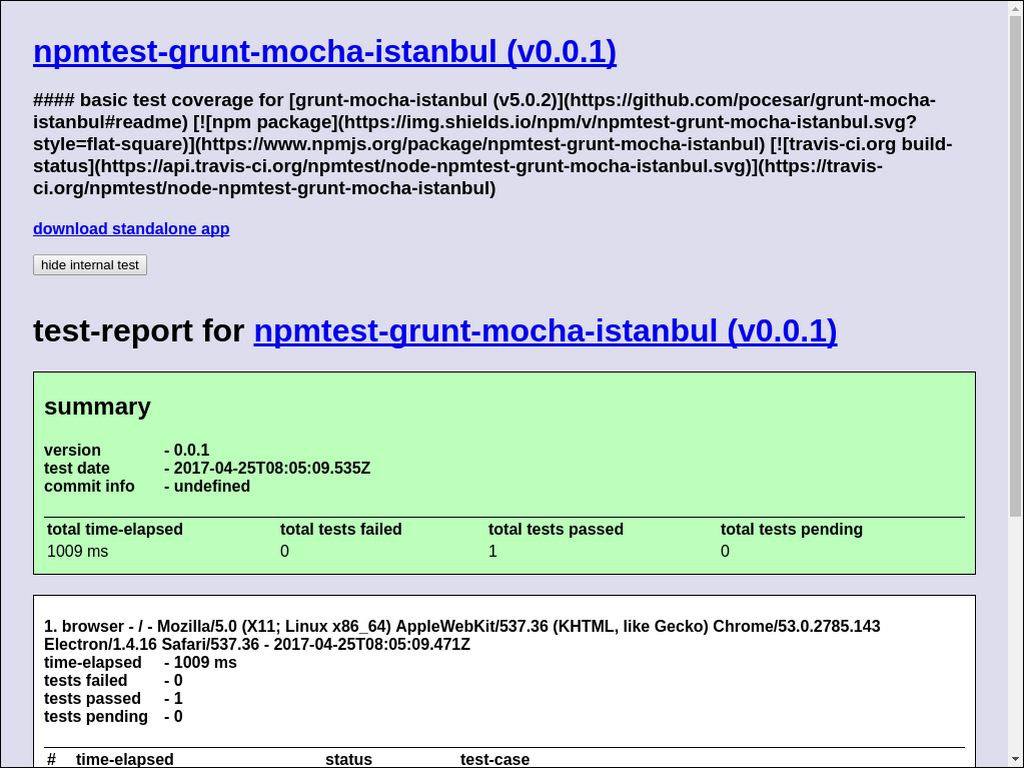 npmtest-grunt-mocha-istanbul (v0.0.1)
#### basic test coverage for [grunt-mocha-istanbul (v5.0.2)](https://github.com/pocesar/grunt-mocha-
istanbul#readme) [![npm package](https://img.shields.io/npm/v/npmtest-grunt-mocha-istanbul.svg?
style=flat-square)](https://www.npmjs.org/package/npmtest-grunt-mocha-istanbul) [![travis-ci.org build-
status](https://api.travis-ci.org/npmtest/node-npmtest-grunt-mocha-istanbul.svg)](https://travis-
ci.org/npmtest/node-npmtest-grunt-mocha-istanbul)
download standalone app
hide internal test
test-report for npmtest-grunt-mocha-istanbul (v0.0.1)
summary
version - 0.0.1
test date - 2017-04-25T08:05:09.535Z
commit info - undefined
total time-elapsed total tests failed total tests passed total tests pending
1009 ms 0 1 0
1. browser - / - Mozilla/5.0 (X11; Linux x86_64) AppleWebKit/537.36 (KHTML, like Gecko) Chrome/53.0.2785.143
Electron/1.4.16 Safari/537.36 - 2017-04-25T08:05:09.471Z
time-elapsed - 1009 ms
tests failed - 0
tests passed - 1
tests pending - 0
# time-elapsed status test-case